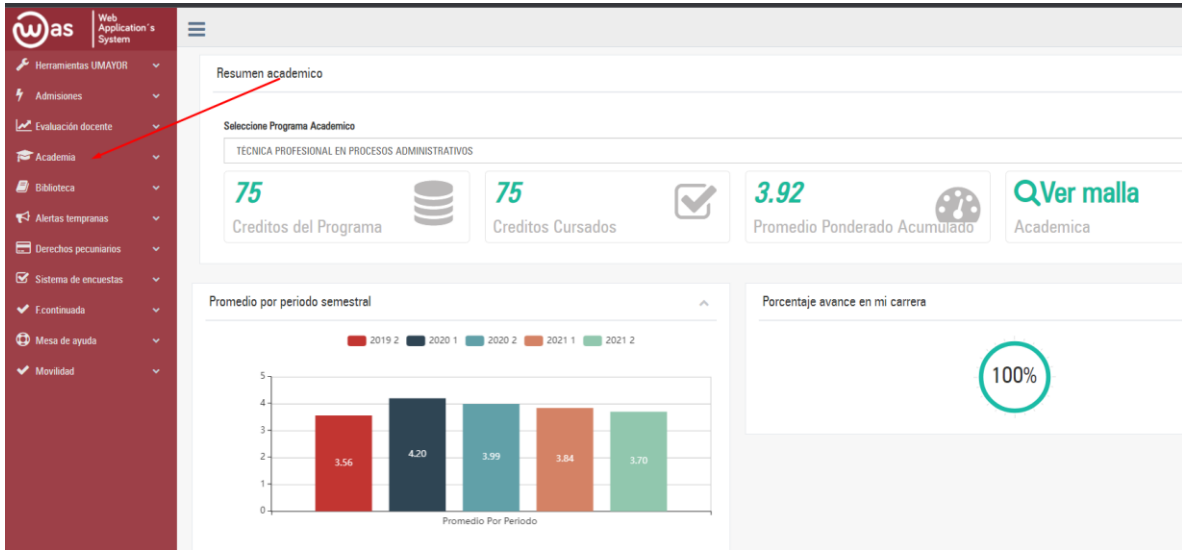 was
Web
Application´s
System
Herramientas UMAYOR
Admisiones
Evaluación docente
Academia
Biblioteca
Alertas tempranas
Derechos pecuniarios
Sistema de encuestas
F.continuada
Mesa de ayuda
Movilidad
Resumen academico
Seleccione Programa Academico
TÉCNICA PROFESIONAL EN PROCESOS ADMINISTRATIVOS
75
Creditos del Programa
75
Creditos Cursados
3.92
Promedio Ponderado Acumulado
Ver malla
Academica
Promedio por periodo semestral
2019 2 2020 1 2020 2 2021 1 2021 2
5
4
3
2
1
0
3.56 4.20 3.99 3.84 3.70
Promedio Por Periodo
Porcentaje avance en mi carrera
100%